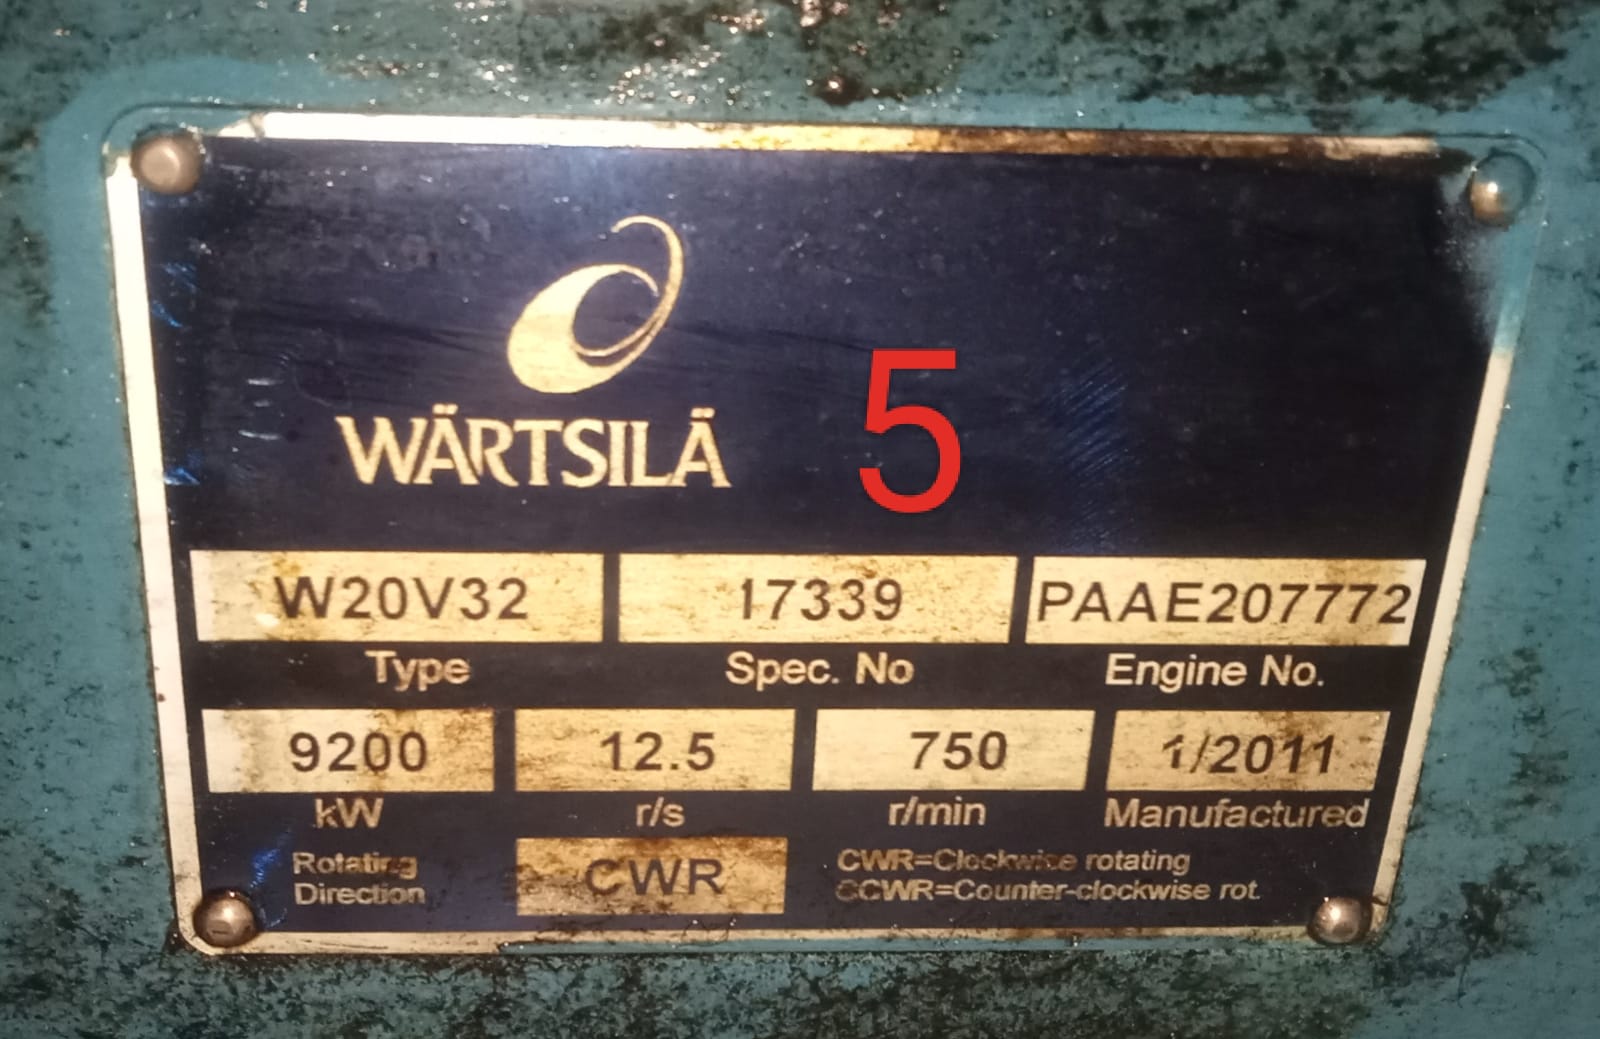 WÄRTSILÄ
5
W20V32 17339 PAAE207772
Type Spec. No Engine No.
9200 12.5 750 1/2011
kW r/s r/min Manufactured
Rotating
Direction
CWR
CWR=Clockwise rotating
CCWR=Counter-clockwise rot.